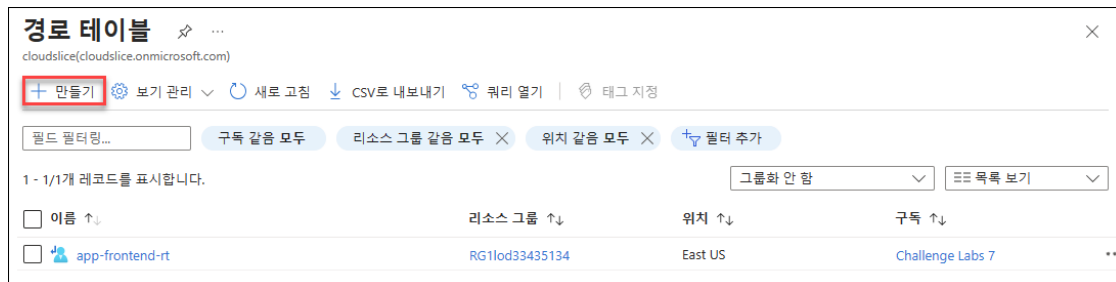 경로 테이블
cloudslice(cloudslice.onmicrosoft.com)
만들기 보기 관리 새로 고침 CSV로 내보내기 쿼리 열기 태그 지정
필드 필터링... 구독 같음 모두 리소스 그룹 같음 모두 위치 같음 모두 필터 추가
1 - 1/1개 레코드를 표시합니다. 그룹화 안 함 목록 보기
이름 리소스 그룹 위치 구독
app-frontend-rt RG1lod33435134 East US Challenge Labs 7